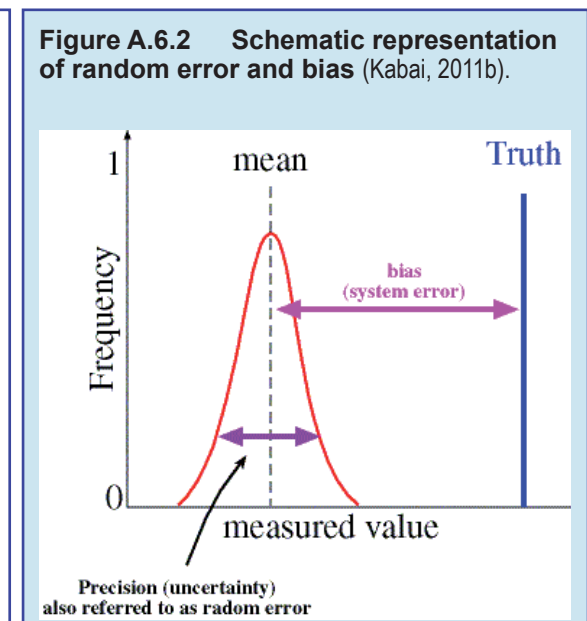 Figure A.6.2 Schematic representation
of random error and bias (Kabai, 2011b).
1
mean
Truth
bias
(system error)
Frequency
0
measured value
Precision (uncertainty)
also referred to as radom error